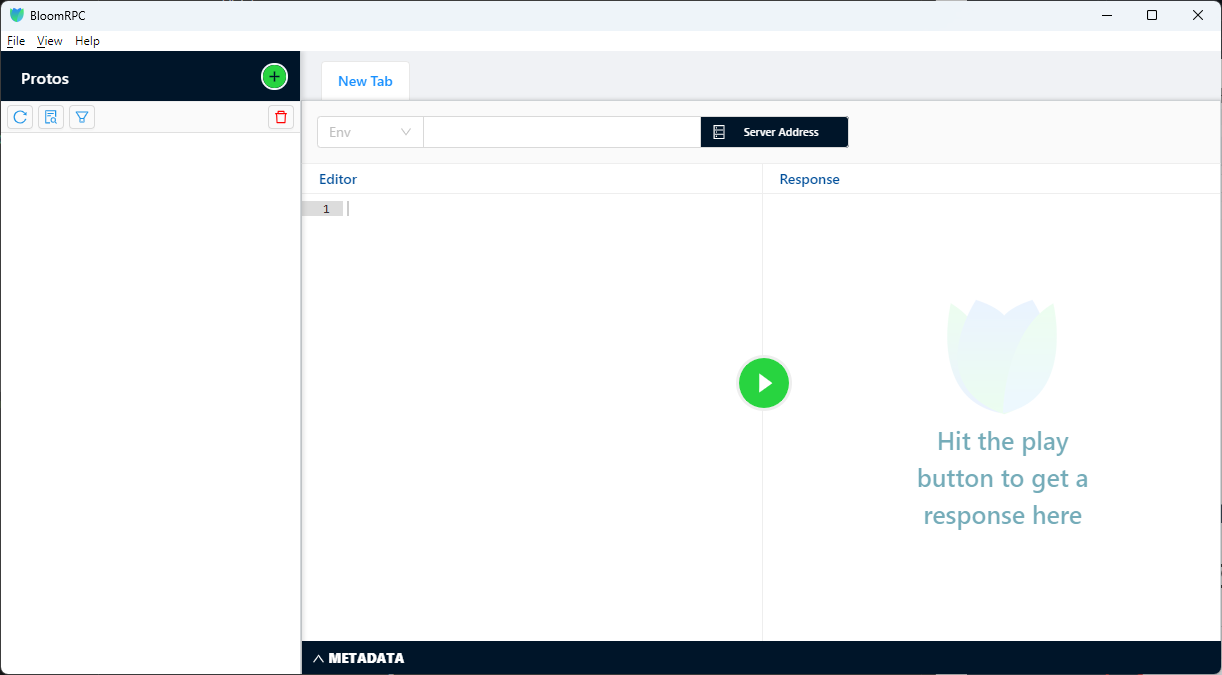 BloomRPC
File View Help
Protos
New Tab
Env
Server Address
Editor
Response
1
Hit the play
button to get a
response here
METADATA